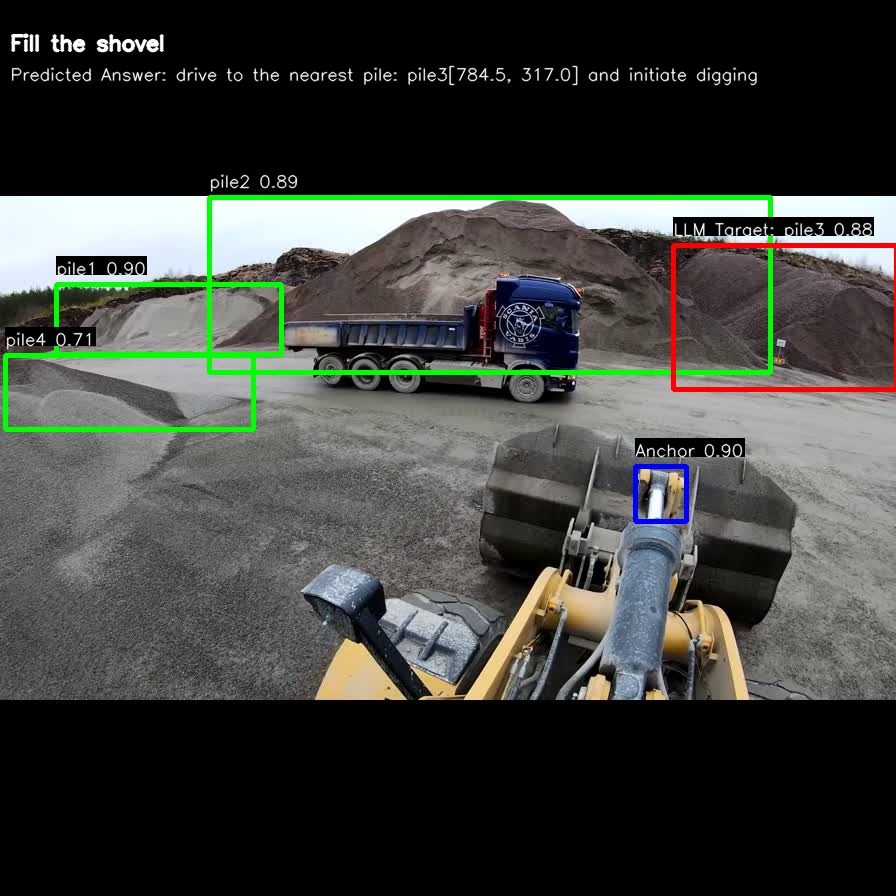 Fill the shovel
Predicted Answer: drive to the nearest pile: pile3[784.5, 317.0] and initiate digging
pile2 0.89
LLM Target: pile3 0.88
pile1 0.90
SCANIA
VABIS
pile4 0.71
Anchor 0.90